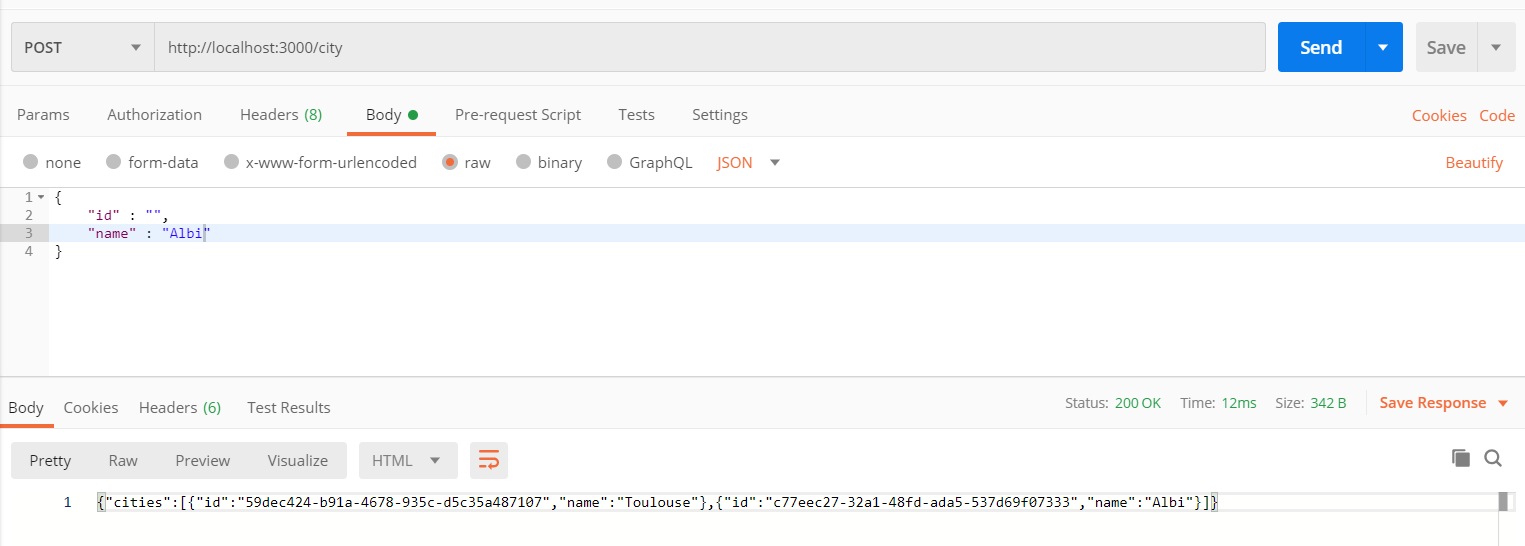 POST http://localhost:3000/city Send Save
Params Authorization Headers (8) Body Pre-request Script Tests Settings Cookies Code
none form-data x-www-form-urlencoded raw binary GraphQL JSON Beautify
1 {
2 "id" : "",
3 "name" : "Albi"
4 }
Body Cookies Headers (6) Test Results Status: 200 OK Time: 12ms Size: 342 B Save Response
Pretty Raw Preview Visualize HTML
1 {"cities":[{"id":"59dec424-b91a-4678-935c-d5c35a487107","name":"Toulouse"},{"id":"c77eec27-32a1-48fd-ada5-537d69f07333","name":"Albi"}]}